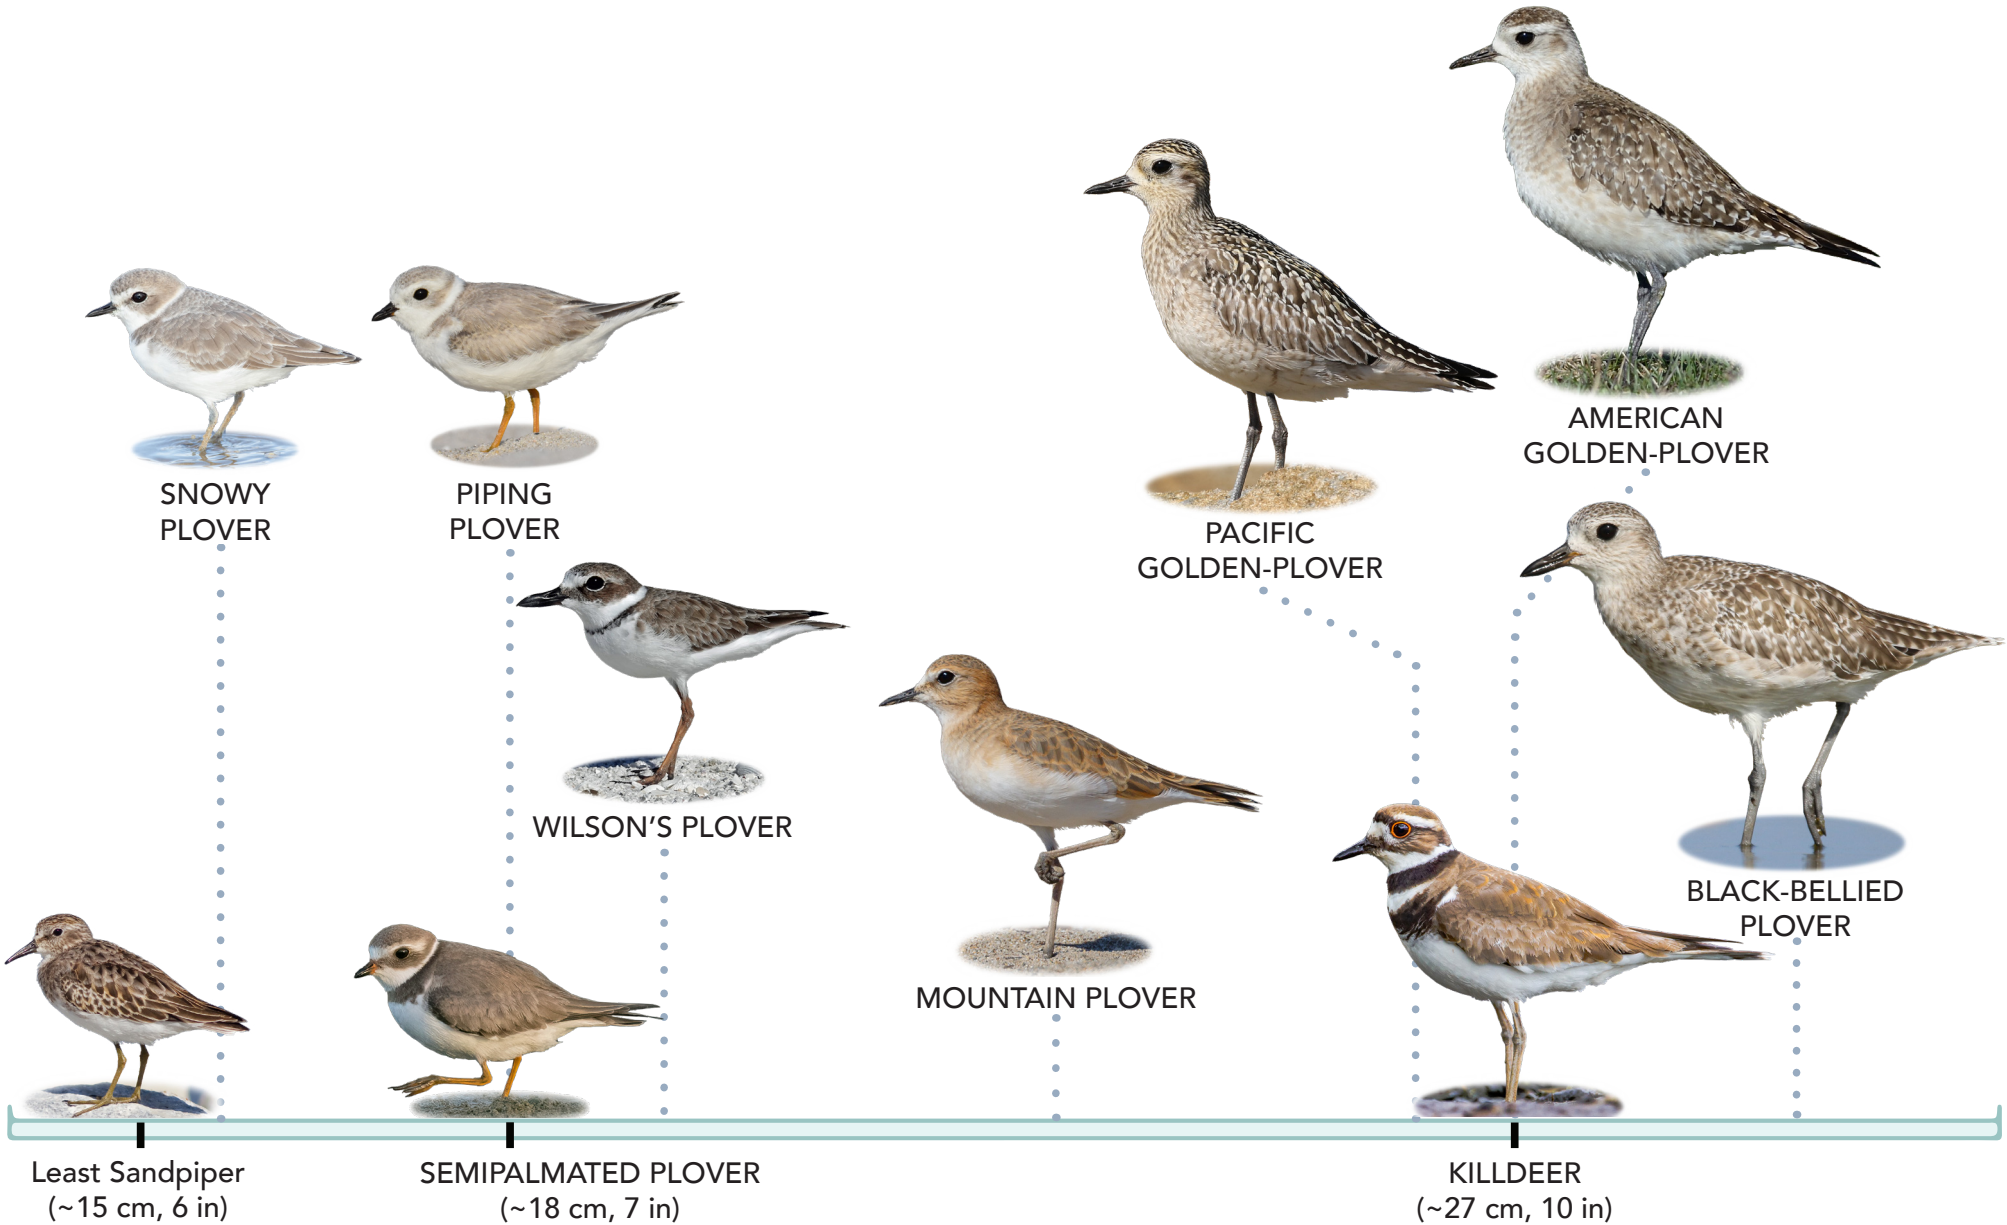 AMERICAN
GOLDEN-PLOVER
SNOWY
PLOVER
PIPING
PLOVER
PACIFIC
GOLDEN-PLOVER
WILSON'S PLOVER
BLACK-BELLIED
PLOVER
MOUNTAIN PLOVER
Least Sandpiper
(~15 cm, 6 in)
SEMIPALMATED PLOVER
(~18 cm, 7 in)
KILLDEER
(~27 cm, 10 in)